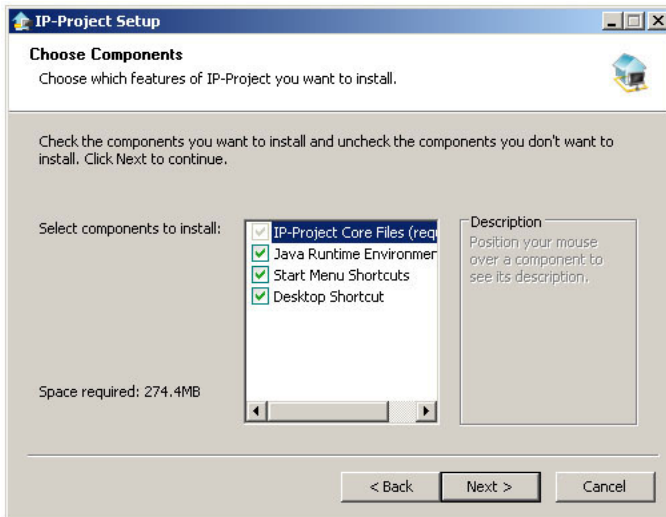 IP-Project Setup
Choose Components
Choose which features of IP-Project you want to install.
Check the components you want to install and uncheck the components you don't want to
install. Click Next to continue.
Select components to install:
IP-Project Core Files (req
Java Runtime Environmer
Start Menu Shortcuts
Desktop Shortcut
Description
Position your mouse
over a component to
see its description.
Space required: 274.4MB
< Back
Next >
Cancel